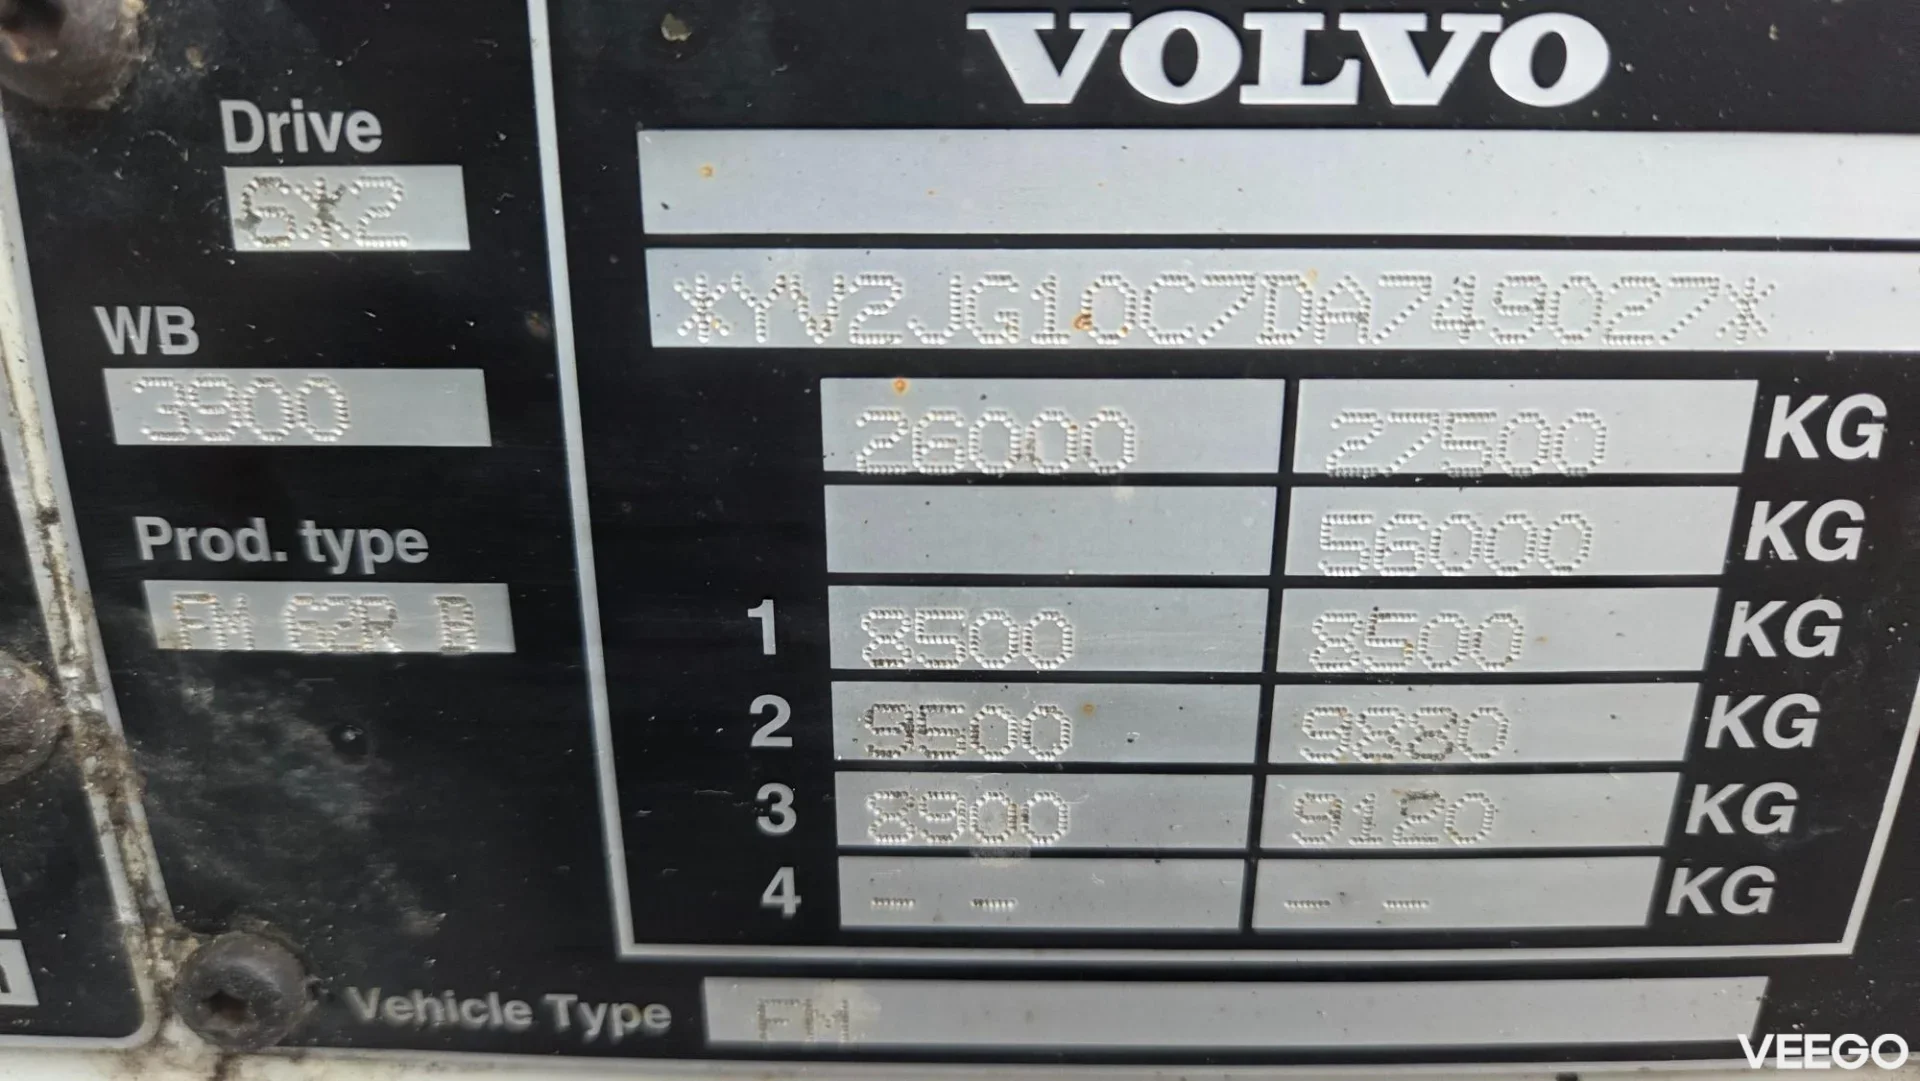 VOLVO
Drive
6X2
*YV2JG10C7DA749027*
WB
3900
26000 27500 KG
56000 KG
Prod. type
FM 62R B
1 8500 8500 KG
2 9500 9880 KG
3 8900 9120 KG
4 - - - - KG
Vehicle Type FM
VEEGO